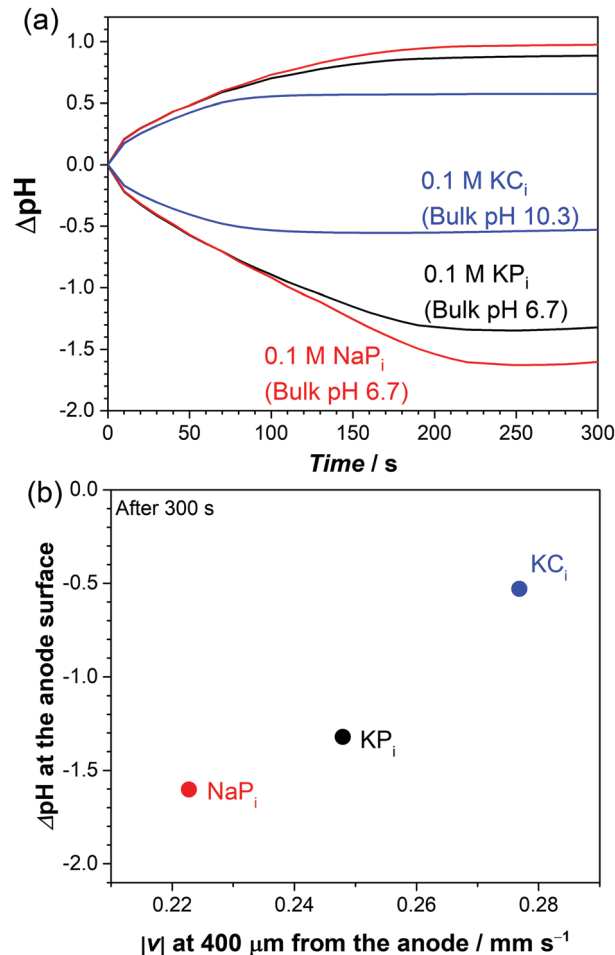 (a)
1.0
0.5
0.0
-0.5
-1.0
-1.5
-2.0
ΔpH
0.1 M KCᵢ
(Bulk pH 10.3)
0.1 M KPᵢ
(Bulk pH 6.7)
0.1 M NaPᵢ
(Bulk pH 6.7)
0 50 100 150 200 250 300
Time / s
(b)
0.0
-0.5
-1.0
-1.5
-2.0
ΔpH at the anode surface
After 300 s
KCᵢ
KPᵢ
NaPᵢ
0.22 0.24 0.26 0.28
|v| at 400 μm from the anode / mm s⁻¹